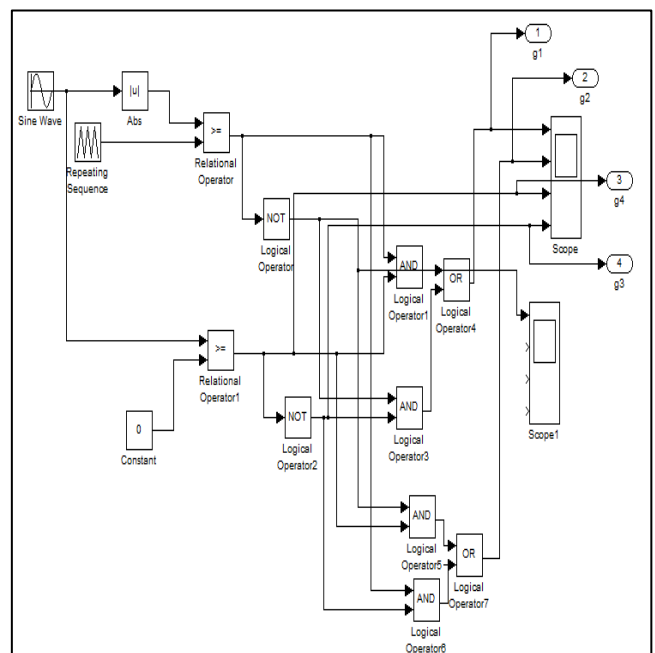 1
g1
2
g2
|u|
Sine Wave
Abs
>=
Repeating
Sequence
Relational
Operator
3
g4
NOT
Logical
Operator
Scope
4
g3
AND
Logical
Operator1
OR
Logical
Operator4
>=
Relational
Operator1
0
Constant
NOT
Logical
Operator2
AND
Logical
Operator3
Scope1
AND
Logical
Operator5
OR
Logical
Operator7
AND
Logical
Operator6